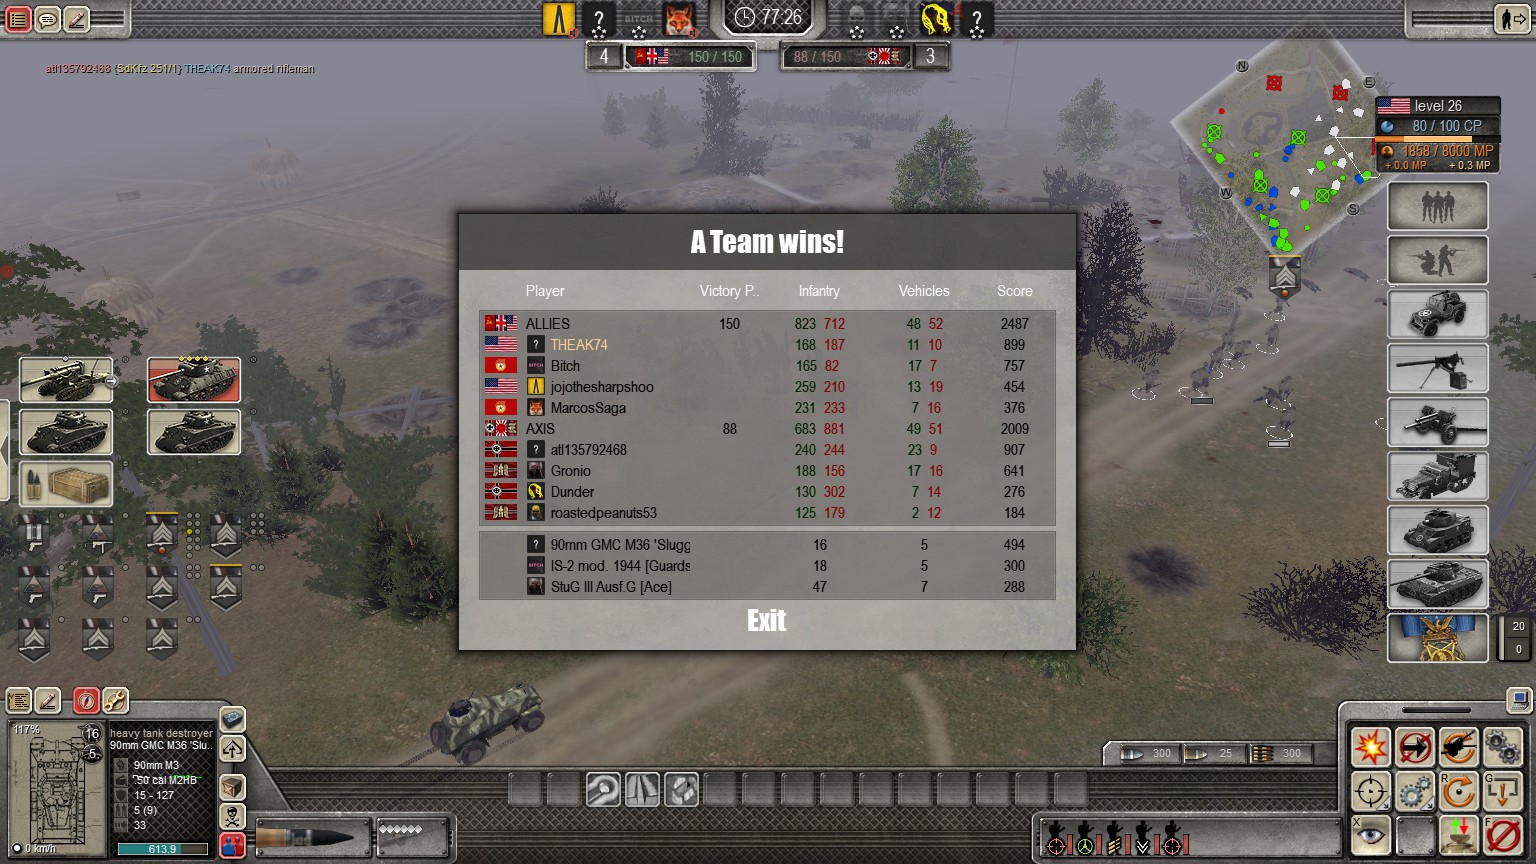 BITCH
77:26
4
150 / 150
88 / 150
3
atl135792468 {SdKfz 251/1} THEAK74 armored rifleman
N
E
W
S
level 26
80 / 100 CP
1858 / 8000 MP
+ 0.0 MP + 0.3 MP
A Team wins!
Player Victory P.. Infantry Vehicles Score
ALLIES 150 823 712 48 52 2487
? THEAK74 168 187 11 10 899
BITCH Bitch 165 82 17 7 757
jojothesharpshoo 259 210 13 19 454
MarcosSaga 231 233 7 16 376
AXIS 88 683 881 49 51 2009
? atl135792468 240 244 23 9 907
Gronio 188 156 17 16 641
Dunder 130 302 7 14 276
roastedpeanuts53 125 179 2 12 184
? 90mm GMC M36 'Slugg 16 5 494
BITCH IS-2 mod. 1944 [Guards 18 5 300
StuG III Ausf.G [Ace] 47 7 288
Exit
20
0
117%
16
5
heavy tank destroyer
90mm GMC M36 'Slu..
90mm M3
.50 cal M2HB
15 - 127
5 (9)
33
0 km/h
613.9
300
25
300
R
G
X
F